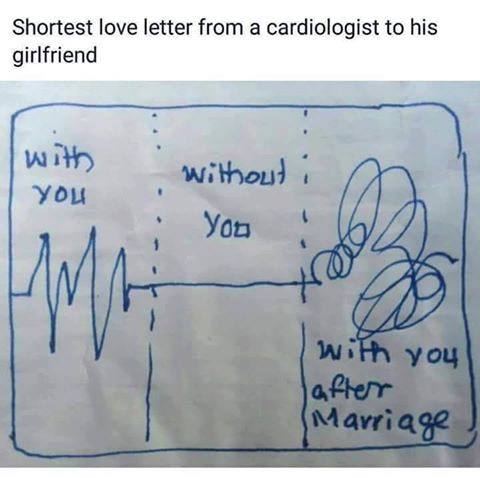 Shortest love letter from a cardiologist to his
girlfriend
with
you
without
you
with you
after
Marriage